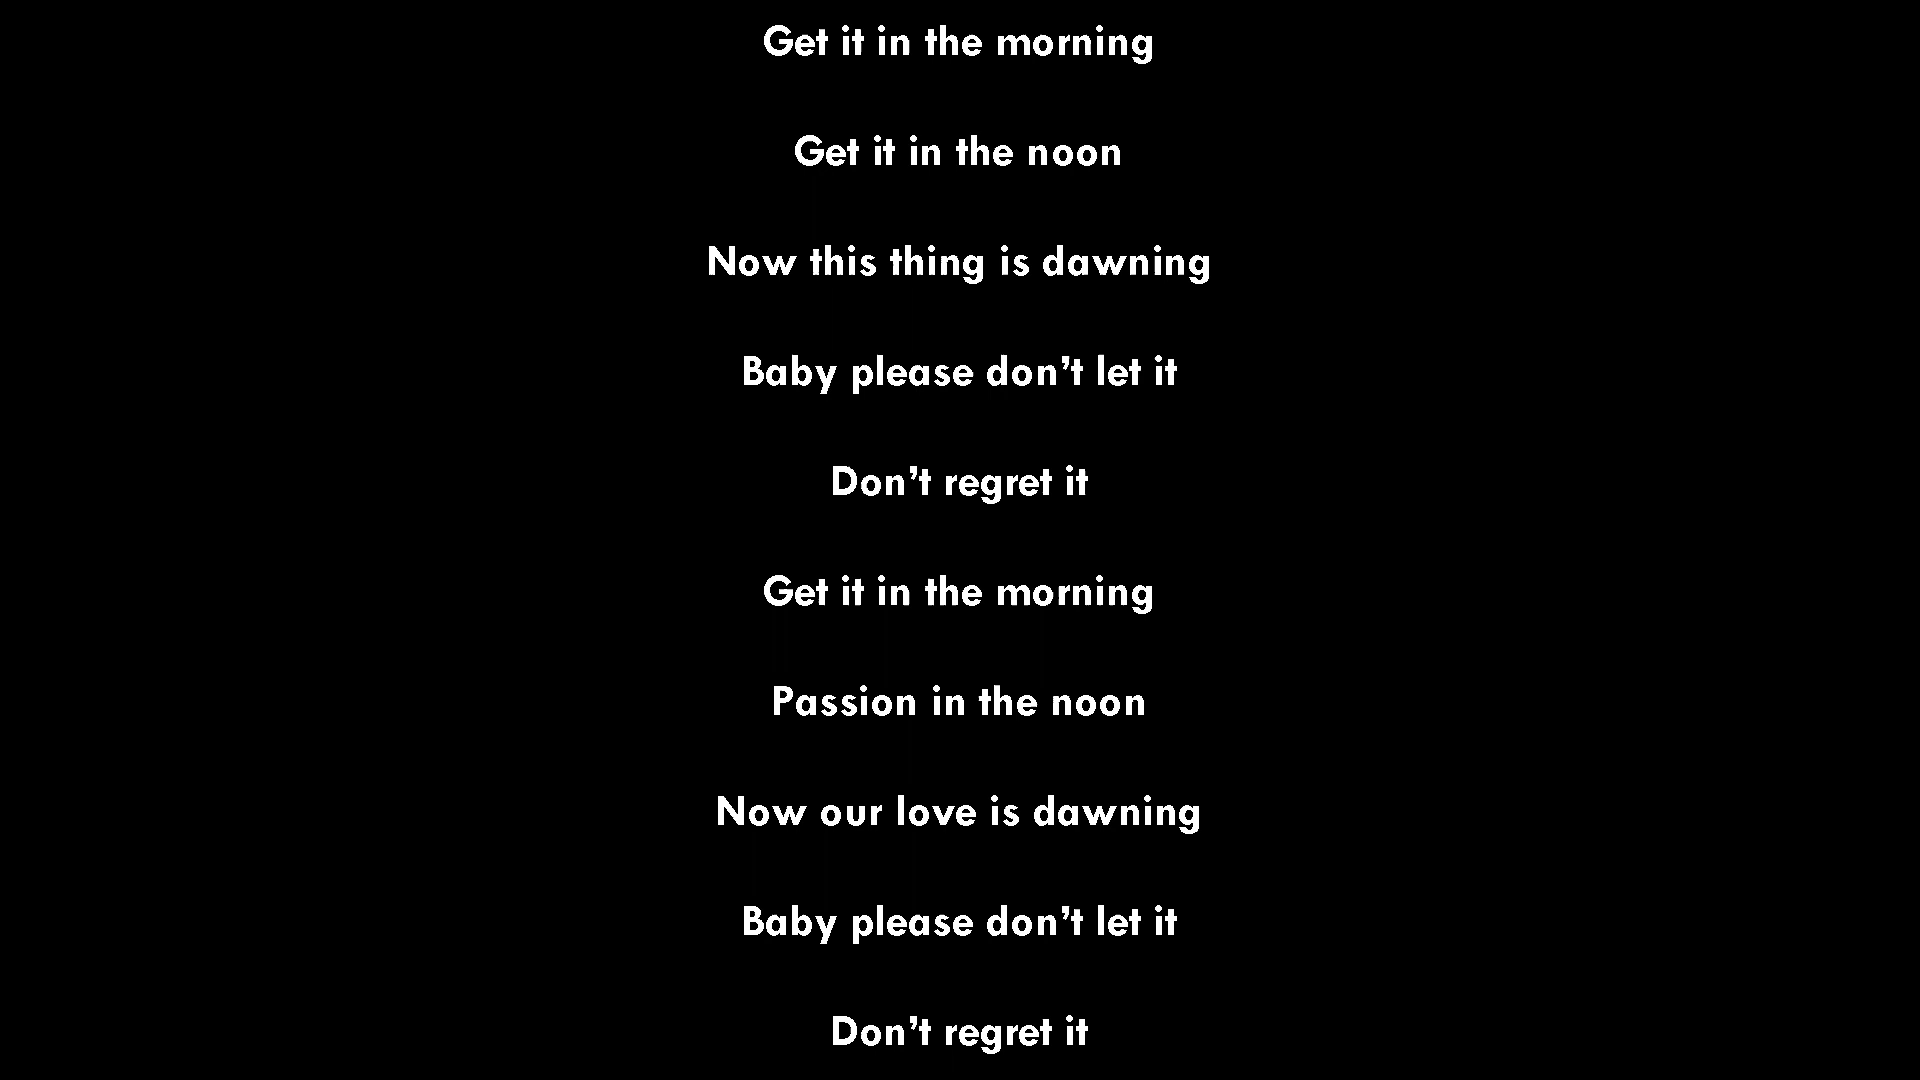 Get it in the morning
Get it in the noon
Now this thing is dawning
Baby please don’t let it
Don’t regret it
Get it in the morning
Passion in the noon
Now our love is dawning
Baby please don’t let it
Don’t regret it